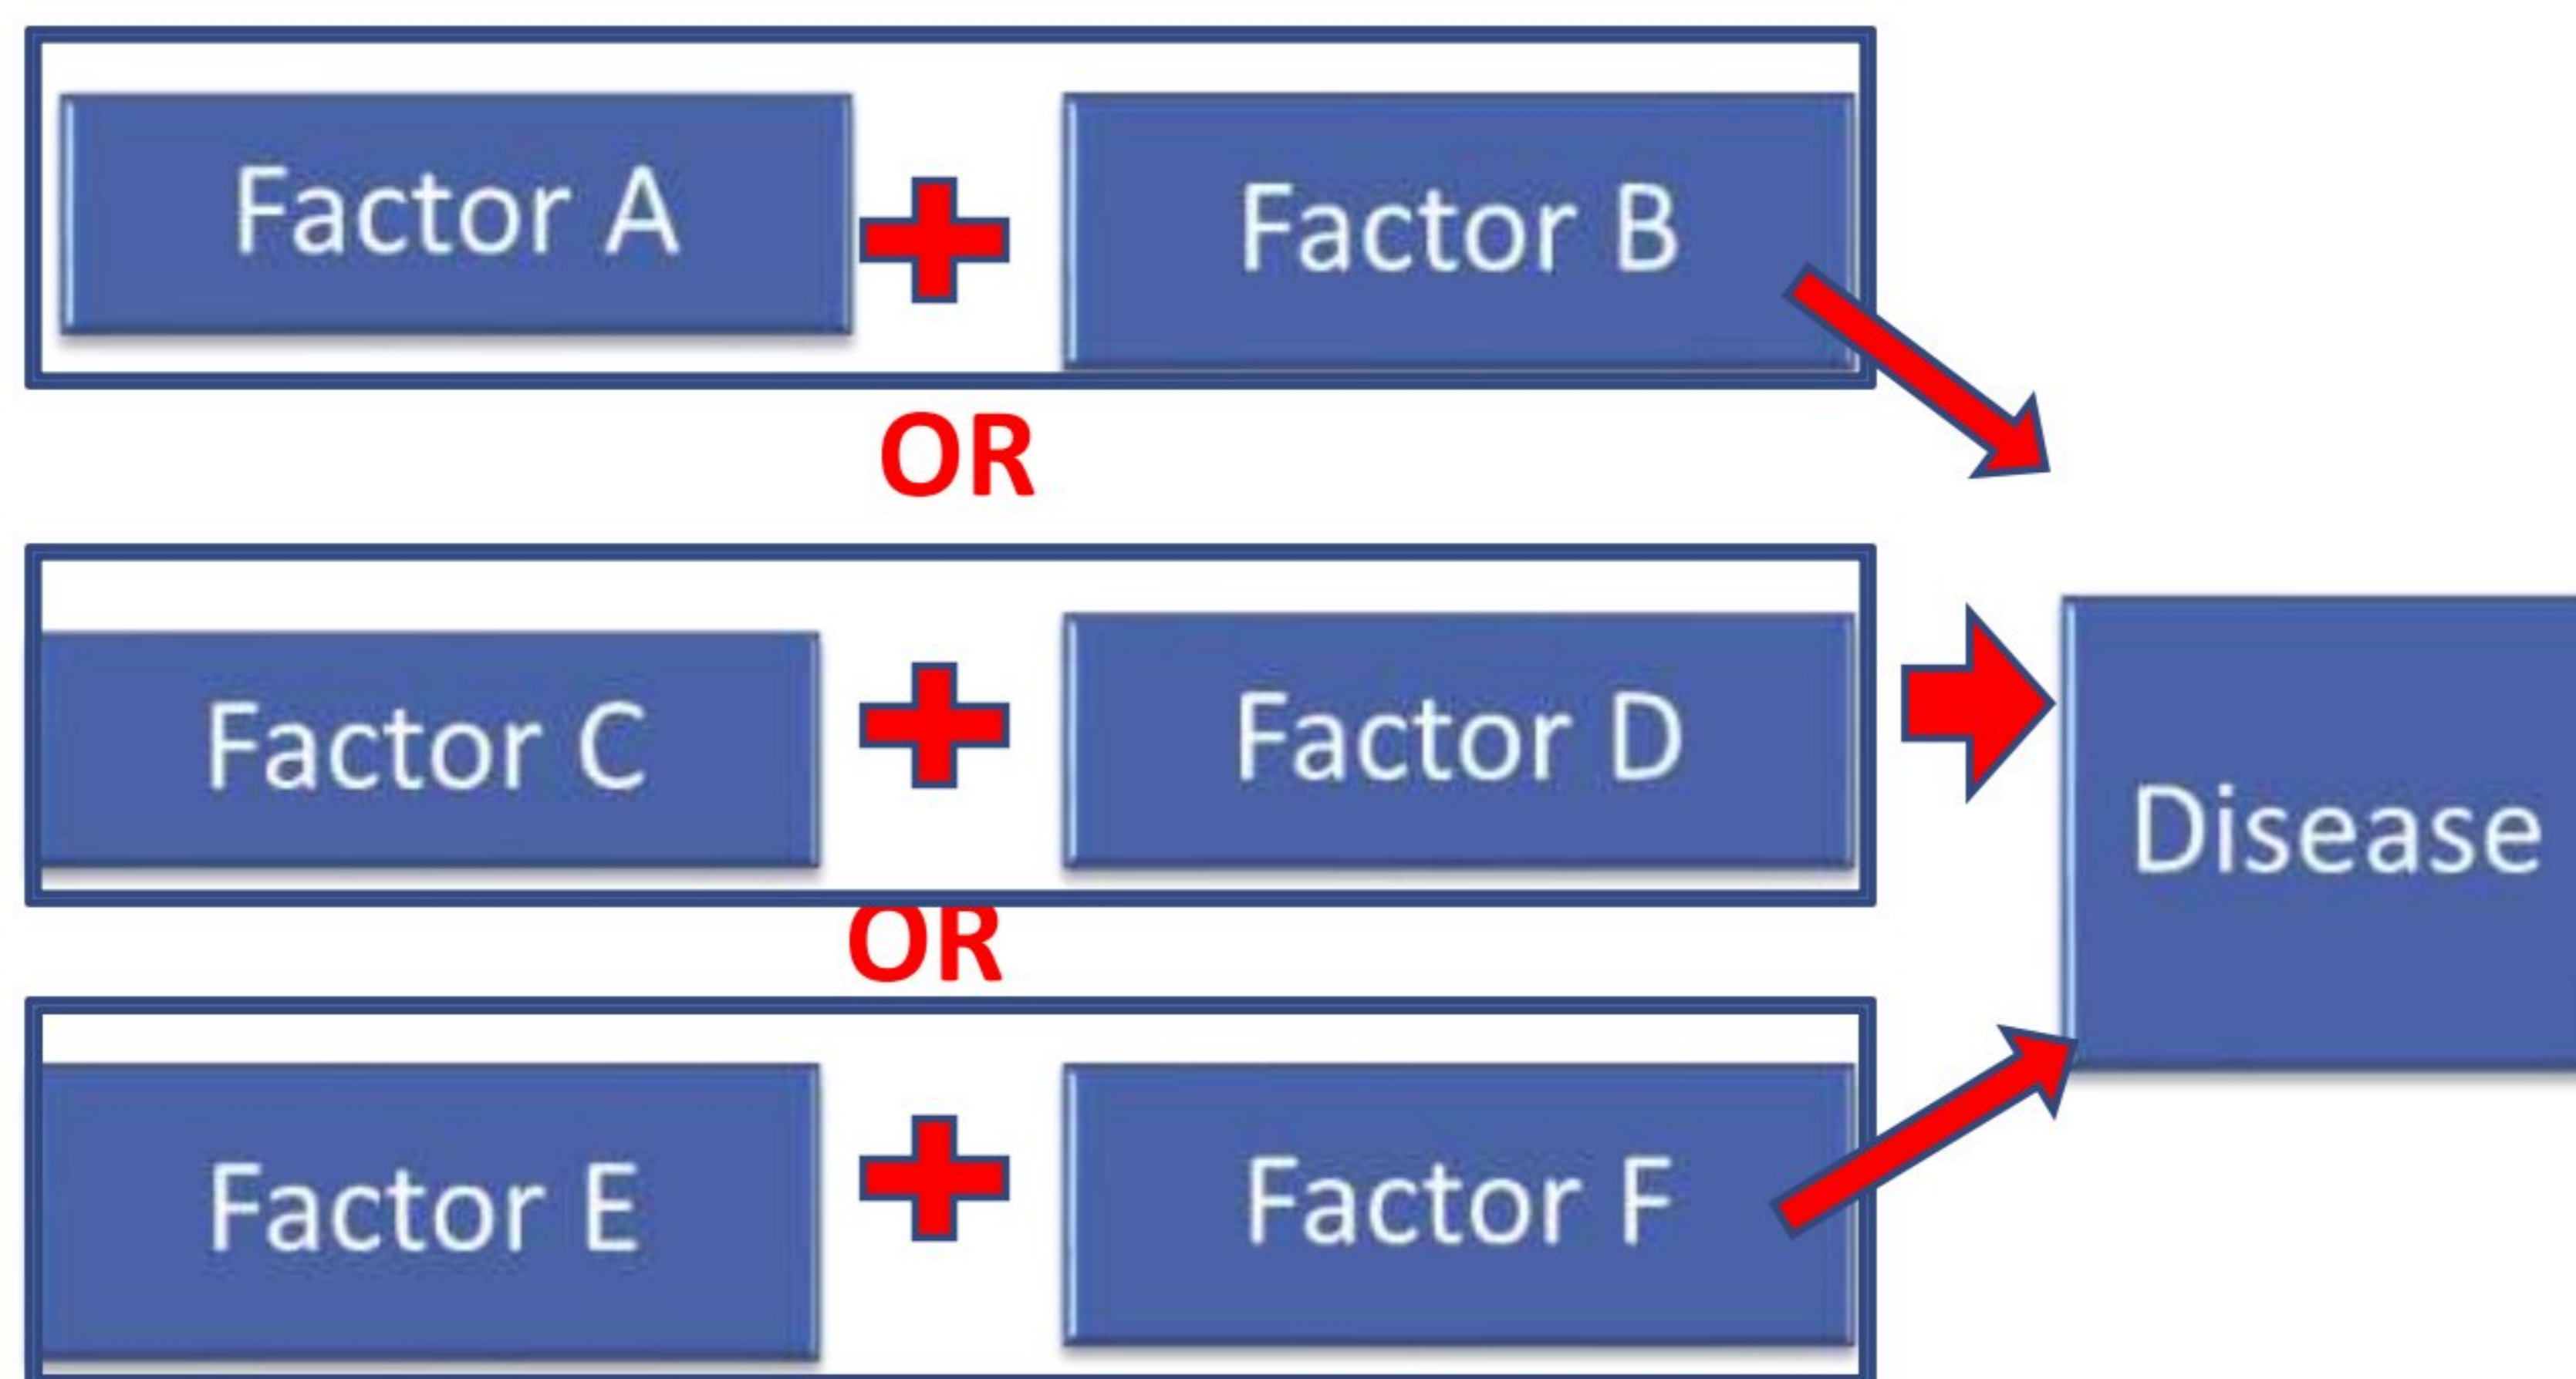 Factor A
Factor B
OR
Factor C
Factor D
Disease
OR
Factor E
Factor F